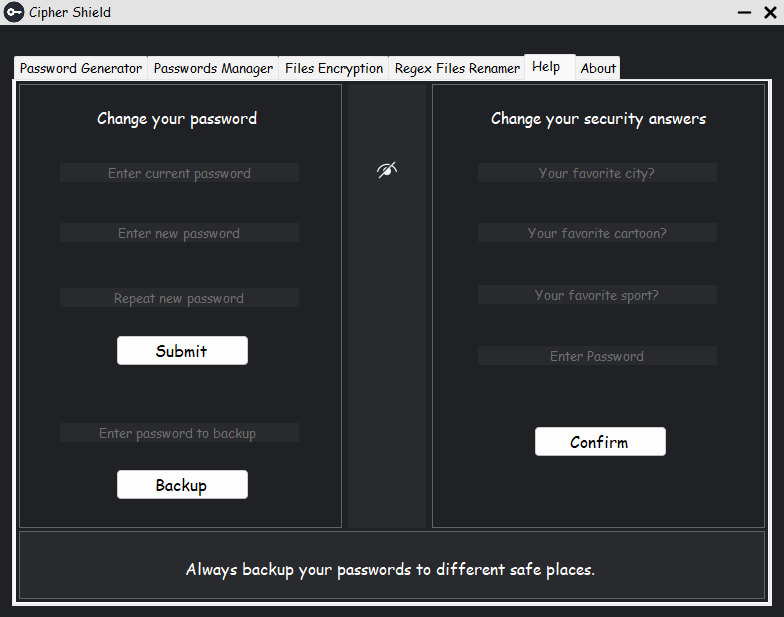 Cipher Shield
Password Generator Passwords Manager Files Encryption Regex Files Renamer Help About
Change your password
Enter current password
Enter new password
Repeat new password
Submit
Enter password to backup
Backup
Change your security answers
Your favorite city?
Your favorite cartoon?
Your favorite sport?
Enter Password
Confirm
Always backup your passwords to different safe places.